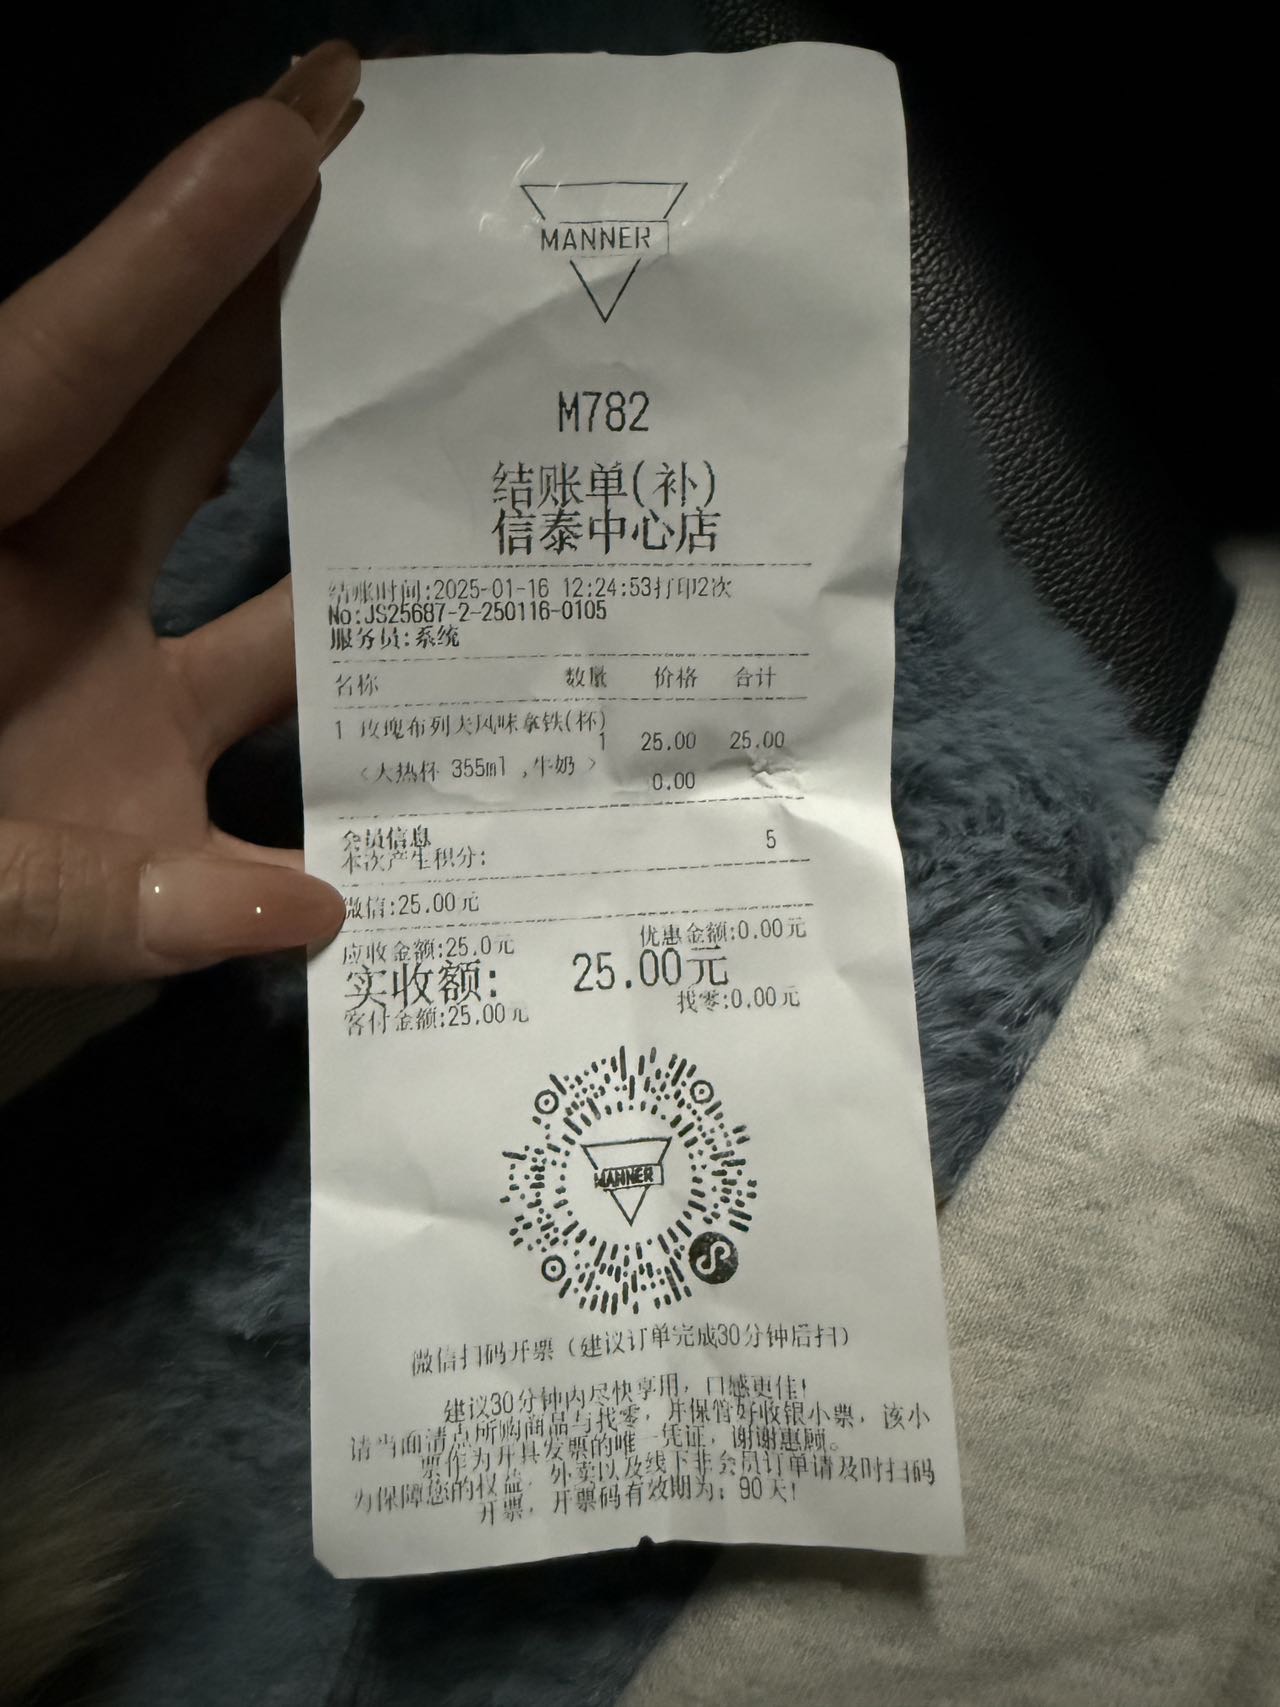 MANNER
M782
结账单(补)
信泰中心店
结账时间:2025-01-16 12:24:53打印2次
No:JS25687-2-250116-0105
服务员:系统
名称 数量 价格 合计
1 玫瑰布列夫风味拿铁(杯)
1 25.00 25.00
<大热杯 355ml ,牛奶 >
0.00
会员信息
本次产生积分: 5
微信:25.00元
应收金额:25.0元 优惠金额:0.00元
实收额: 25.00元
客付金额:25.00元 找零:0.00元
MANNER
微信扫码开票（建议订单完成30分钟后扫）
建议30分钟内尽快享用，口感更佳！
请当面清点所购商品与找零，并保管好收银小票，该小
票作为开具发票的唯一凭证，谢谢惠顾。
为保障您的权益，外卖以及线下非会员订单请及时扫码
开票，开票码有效期为：90天！